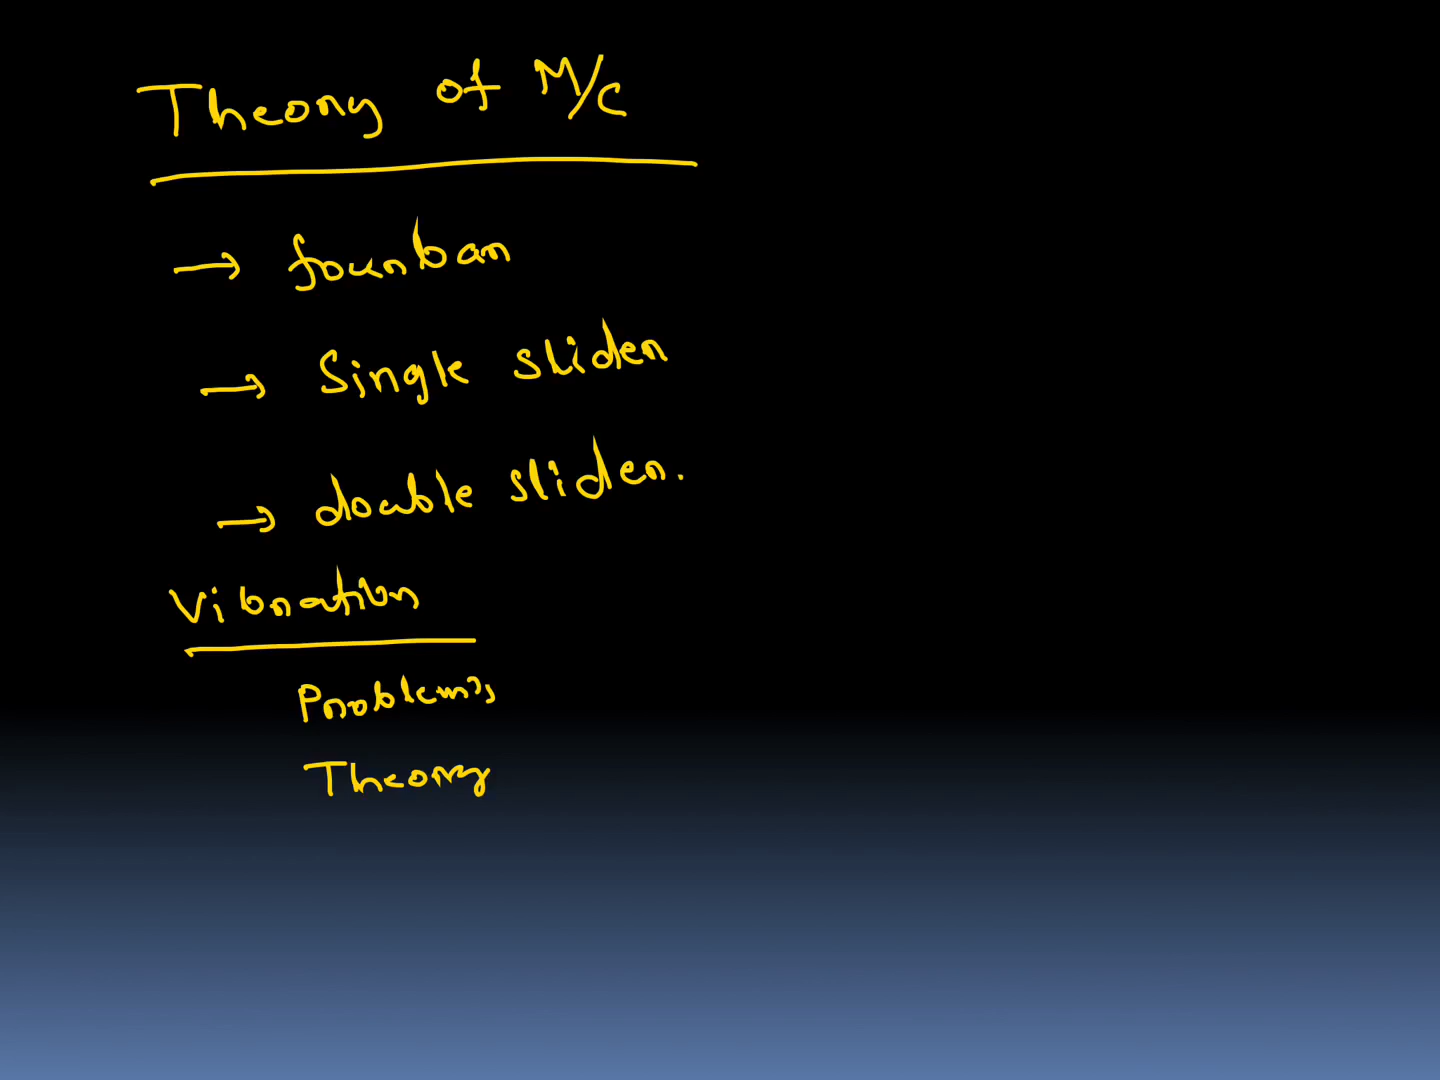 Theory of M/C
→ fourbar
→ Single slider
→ double slider.
Vibration
Problems,
Theory